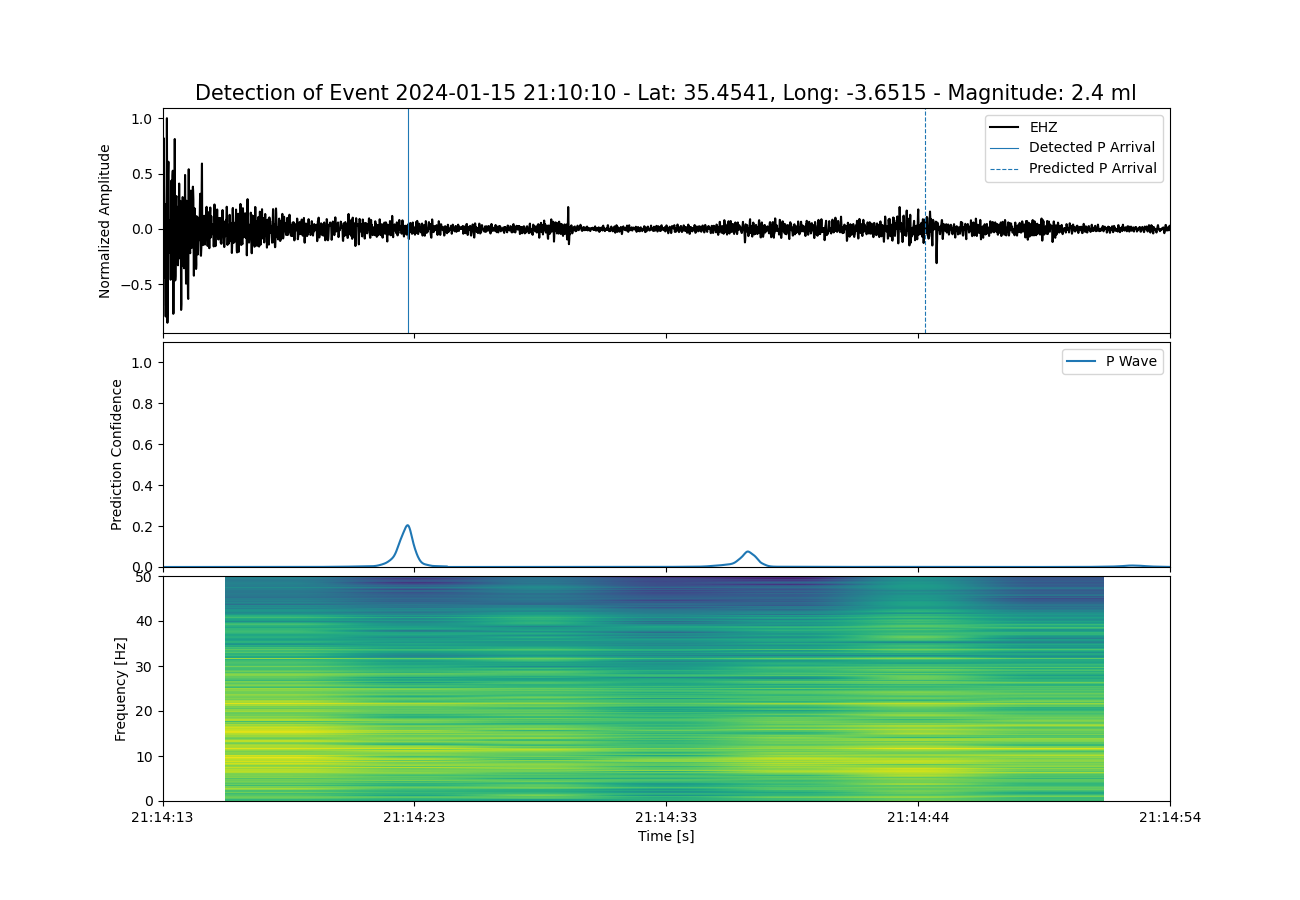 Detection of Event 2024-01-15 21:10:10 - Lat: 35.4541, Long: -3.6515 - Magnitude: 2.4 ml
1.0
0.5
0.0
−0.5
Normalized Amplitude
EHZ
Detected P Arrival
Predicted P Arrival
1.0
0.8
0.6
0.4
0.2
0.0
Prediction Confidence
P Wave
50
40
30
20
10
0
Frequency [Hz]
21:14:13
21:14:23
21:14:33
21:14:44
21:14:54
Time [s]